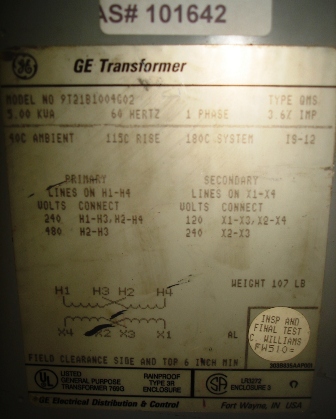 AS# 101642
GE Transformer
MODEL NO 9T21B1004G02 TYPE QMS
5.00 KVA 60 HERTZ 1 PHASE 3.6% IMP
40C AMBIENT 115C RISE 180C SYSTEM IS-12
PRIMARY SECONDARY
LINES ON H1-H4 LINES ON X1-X4
VOLTS CONNECT VOLTS CONNECT
240 H1-H3,H2-H4 120 X1-X3,X2-X4
480 H2-H3 240 X2-X3
H1 H3 H2 H4
WEIGHT 107 LB
X4 X2 X3 X1
AL
INSP AND
FINAL TEST
C. WILLIAMS
FW510=
FIELD CLEARANCE SIDE AND TOP 6 INCH MIN
UL LISTED
GENERAL PURPOSE
TRANSFORMER
RAINPROOF
TYPE 3R
ENCLOSURE
ENCLOSURE
GE Electrical Distribution & Control Fort Wayne, IN USA